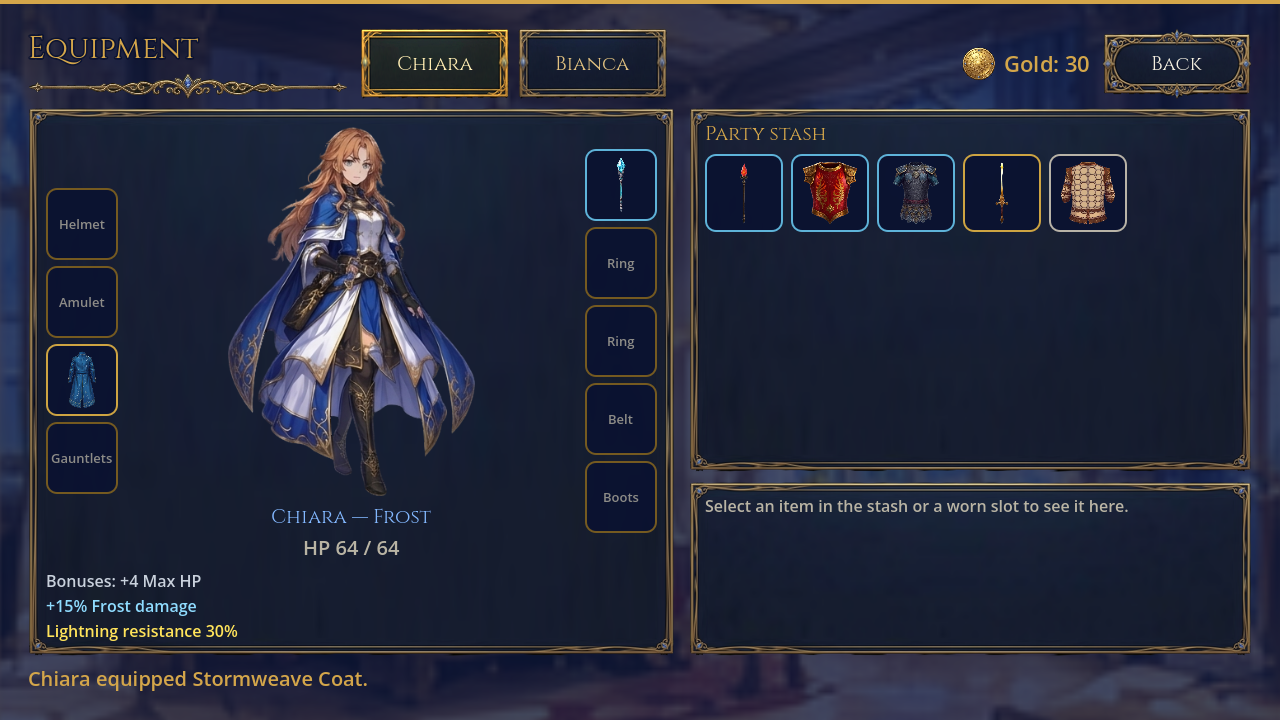 Equipment
Chiara
Bianca
Gold: 30
Back
Party stash
Helmet
Amulet
Gauntlets
Ring
Ring
Belt
Boots
Chiara — Frost
HP 64 / 64
Bonuses: +4 Max HP
+15% Frost damage
Lightning resistance 30%
Select an item in the stash or a worn slot to see it here.
Chiara equipped Stormweave Coat.